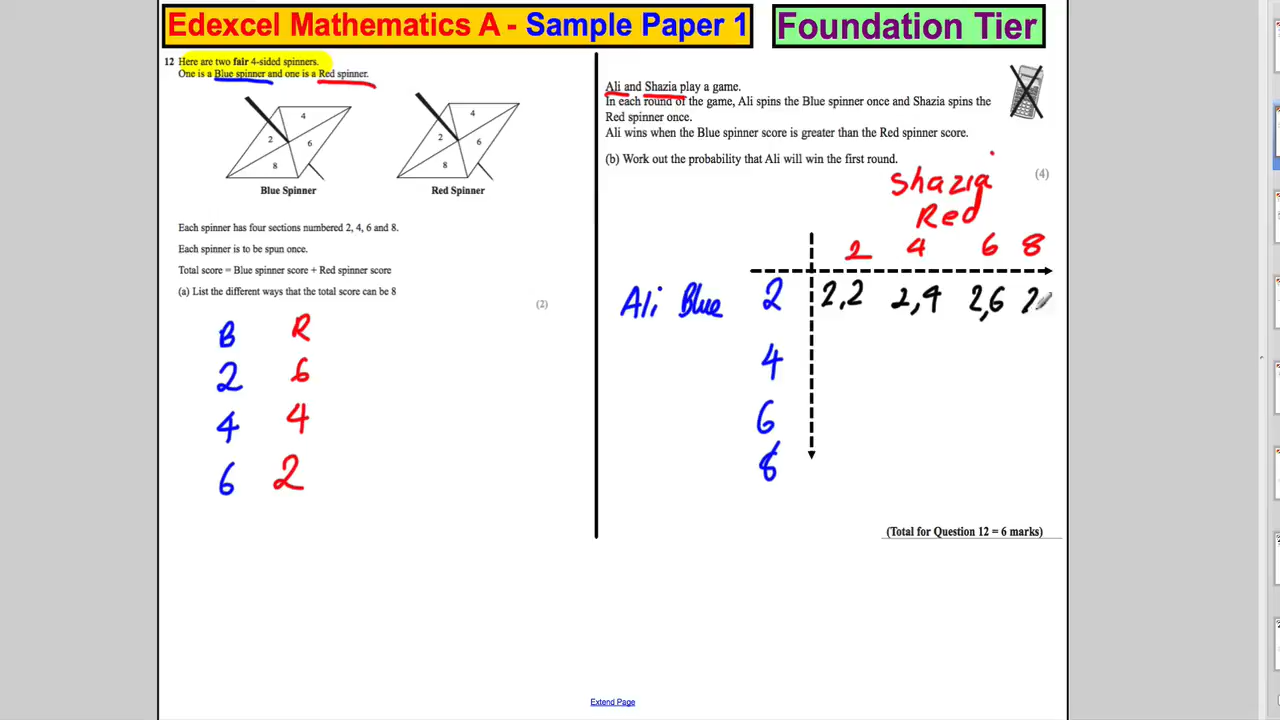 Edexcel Mathematics A - Sample Paper 1
Foundation Tier
12 Here are two fair 4-sided spinners.
One is a Blue spinner and one is a Red spinner.
4
2
6
8
Blue Spinner
4
2
6
8
Red Spinner
Each spinner has four sections numbered 2, 4, 6 and 8.
Each spinner is to be spun once.
Total score = Blue spinner score + Red spinner score
(a) List the different ways that the total score can be 8
(2)
B R
2 6
4 4
6 2
Ali and Shazia play a game.
In each round of the game, Ali spins the Blue spinner once and Shazia spins the
Red spinner once.
Ali wins when the Blue spinner score is greater than the Red spinner score.
(b) Work out the probability that Ali will win the first round.
(4)
Shazia
Red
2 4 6 8
Ali Blue 2 2,2 2,4 2,6 2
4
6
8
(Total for Question 12 = 6 marks)
Extend Page